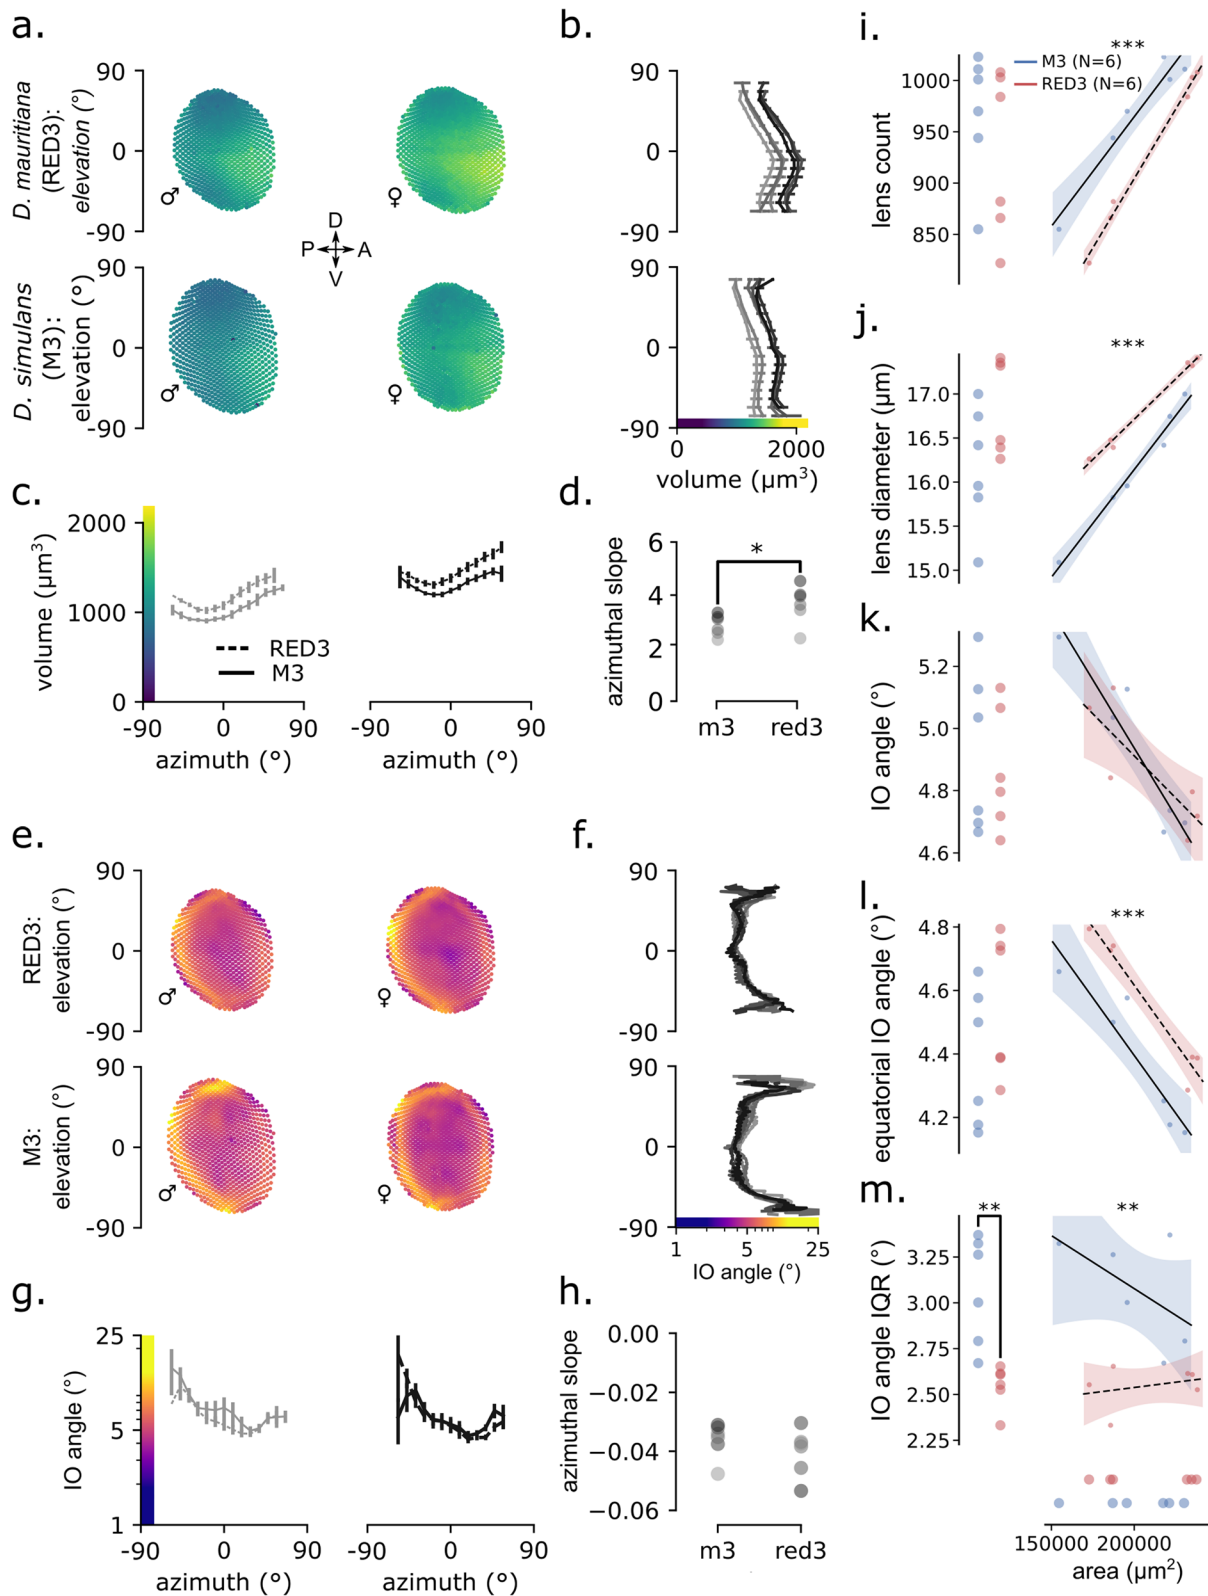 a.
D. mauritiana
(RED3):
elevation (°)
90
0
-90
♂
♀
D
P
A
V
D. simulans
(M3):
elevation (°)
90
0
-90
♂
♀
b.
90
0
-90
90
0
-90
0
2000
volume (µm³)
c.
volume (µm³)
2000
1000
0
RED3
M3
-90
0
90
-90
0
90
azimuth (°)
azimuth (°)
d.
azimuthal slope
6
4
2
0
*
m3
red3
e.
RED3:
elevation (°)
90
0
-90
♂
♀
M3:
elevation (°)
90
0
-90
♂
♀
f.
90
0
-90
90
0
-90
1
5
25
IO angle (°)
g.
IO angle (°)
25
5
1
-90
0
90
-90
0
90
azimuth (°)
azimuth (°)
h.
azimuthal slope
0.00
−0.02
−0.04
−0.06
m3
red3
i.
***
M3 (N=6)
RED3 (N=6)
lens count
1000
950
900
850
j.
***
lens diameter (µm)
17.0
16.5
16.0
15.5
15.0
k.
IO angle (°)
5.2
5.0
4.8
4.6
l.
***
equatorial IO angle (°)
4.8
4.6
4.4
4.2
m.
**
**
IO angle IQR (°)
3.25
3.00
2.75
2.50
2.25
150000
200000
area (µm²)